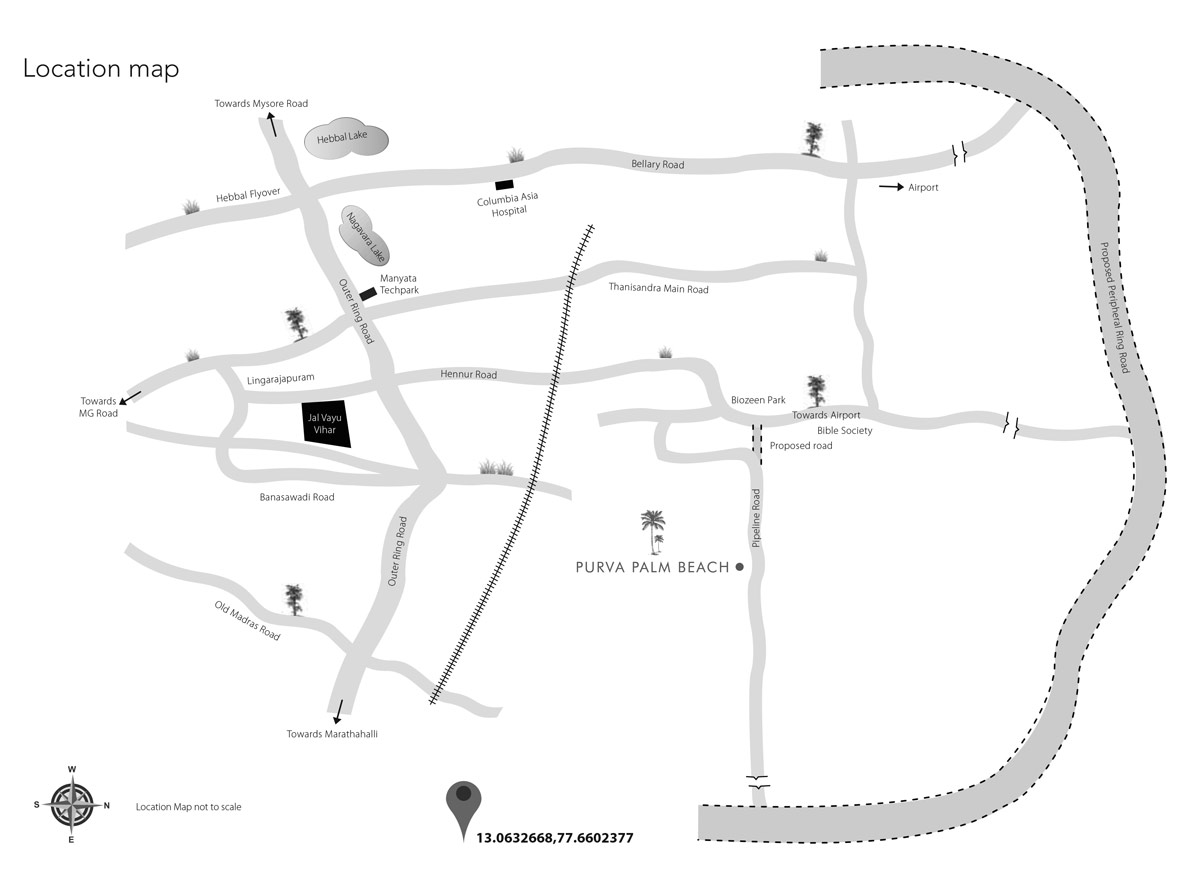 Location map
Towards Mysore Road
Hebbal Lake
Bellary Road
Hebbal Flyover
Columbia Asia
Hospital
Airport
Nagavara Lake
Manyata
Techpark
Outer Ring Road
Thanisandra Main Road
Proposed Peripheral Ring Road
Lingarajapuram
Hennur Road
Towards
MG Road
Jal Vayu
Vihar
Biozeen Park
Towards Airport
Bible Society
Proposed road
Banasawadi Road
Pipeline Road
Outer Ring Road
PURVA PALM BEACH
Old Madras Road
Towards Marathahalli
W
S
N
E
Location Map not to scale
13.0632668,77.6602377